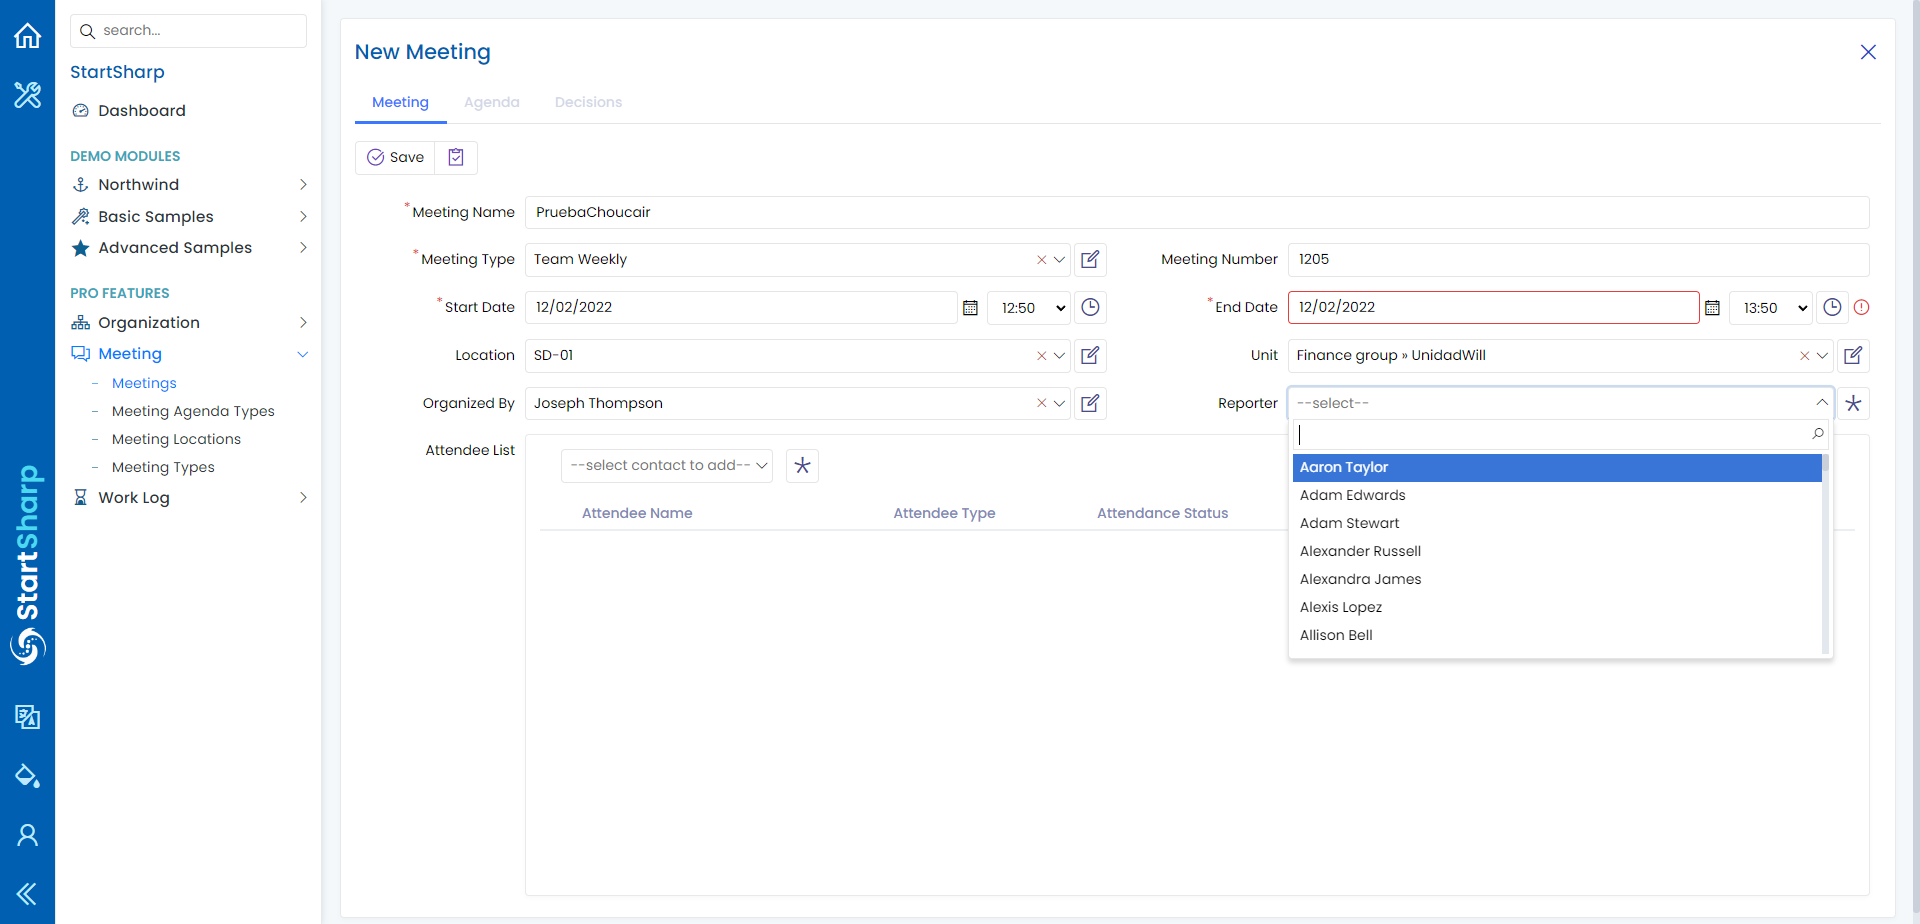 search...
StartSharp
Dashboard
DEMO MODULES
Northwind
Basic Samples
Advanced Samples
PRO FEATURES
Organization
Meeting
Meetings
Meeting Agenda Types
Meeting Locations
Meeting Types
Work Log
StartSharp
New Meeting
Meeting Agenda Decisions
Save
*Meeting Name PruebaChoucair
*Meeting Type Team Weekly Meeting Number 1205
*Start Date 12/02/2022 12:50 *End Date 12/02/2022 13:50
Location SD-01 Unit Finance group » UnidadWill
Organized By Joseph Thompson Reporter --select--
Attendee List
--select contact to add--
Attendee Name Attendee Type Attendance Status
Aaron Taylor
Adam Edwards
Adam Stewart
Alexander Russell
Alexandra James
Alexis Lopez
Allison Bell